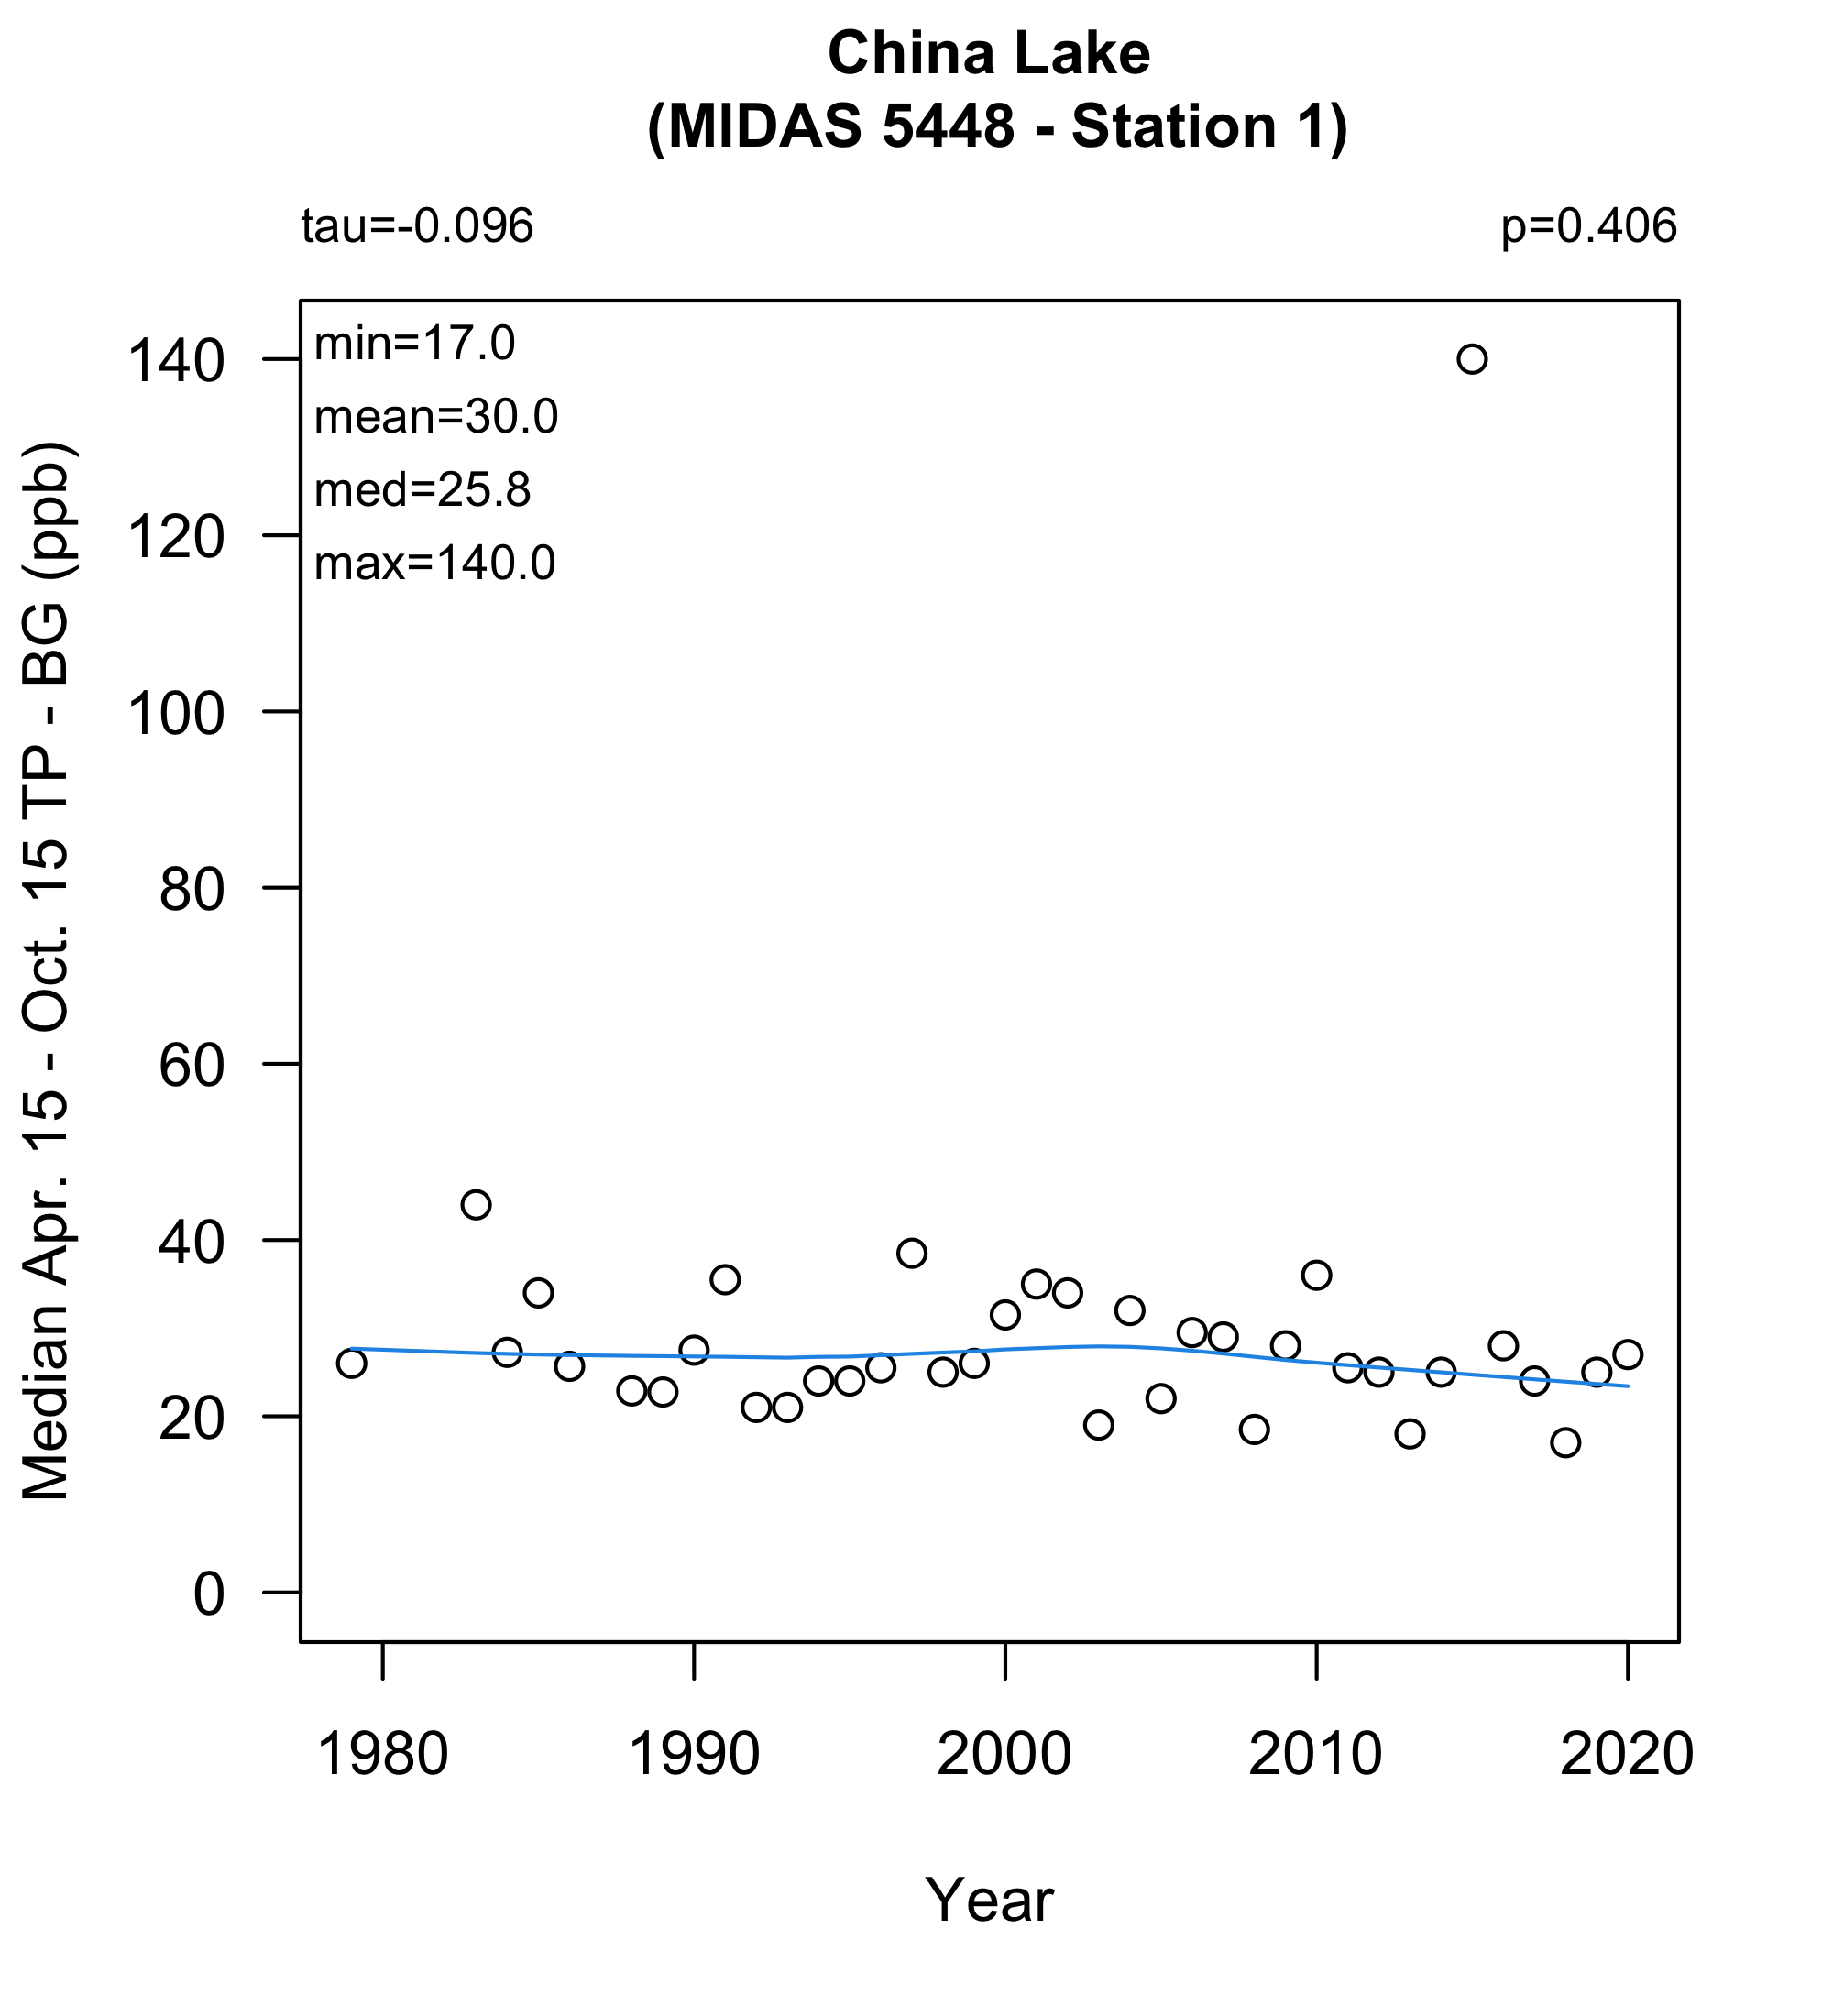 China Lake
(MIDAS 5448 - Station 1)
tau=-0.096
p=0.406
min=17.0
mean=30.0
med=25.8
max=140.0
Median Apr. 15 - Oct. 15 TP - BG (ppb)
140
120
100
80
60
40
20
0
1980
1990
2000
2010
2020
Year